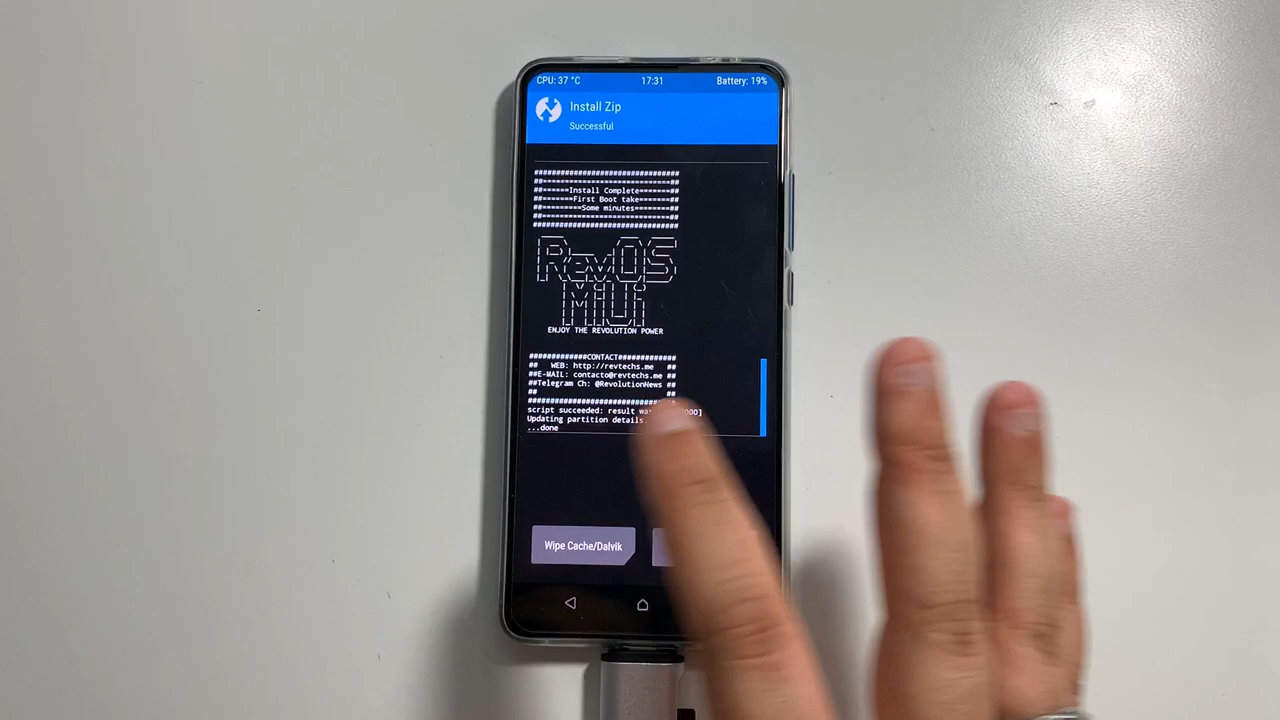 CPU: 37 °C 17:31 Battery: 19%
Install Zip
Successful
#################################
##=============================##
##======Install Complete=======##
##=======First Boot take=======##
##=========Some minutes========##
##=============================##
#################################
RevOS
MiUi
ENJOY THE REVOLUTION POWER
#############CONTACT#############
## WEB: http://revtechs.me ##
##E-MAIL: contacto@revtechs.me ##
##Telegram Ch: @RevolutionNews ##
## ##
#################################
script succeeded: result was
Updating partition details
...done
Wipe Cache/Dalvik